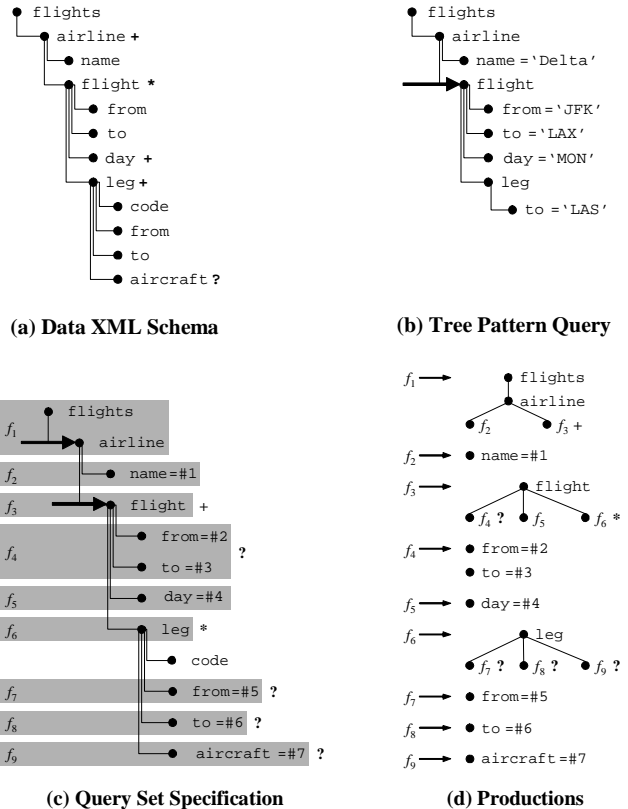 flights
airline +
name
flight *
from
to
day +
leg +
code
from
to
aircraft ?
(a) Data XML Schema
flights
airline
name =‘Delta’
flight
from =‘JFK’
to =‘LAX’
day =‘MON’
leg
to =‘LAS’
(b) Tree Pattern Query
f1 flights
airline
f2 name=#1
f3 flight +
f4 from=#2 ?
to=#3
f5 day=#4
f6 leg *
code
f7 from=#5 ?
f8 to=#6 ?
f9 aircraft =#7 ?
(c) Query Set Specification
f1 flights
airline
f2 f3 +
f2 name=#1
f3 flight
f4 ? f5 f6 *
f4 from=#2
to=#3
f5 day=#4
f6 leg
f7 ? f8 ? f9 ?
f7 from=#5
f8 to=#6
f9 aircraft=#7
(d) Productions